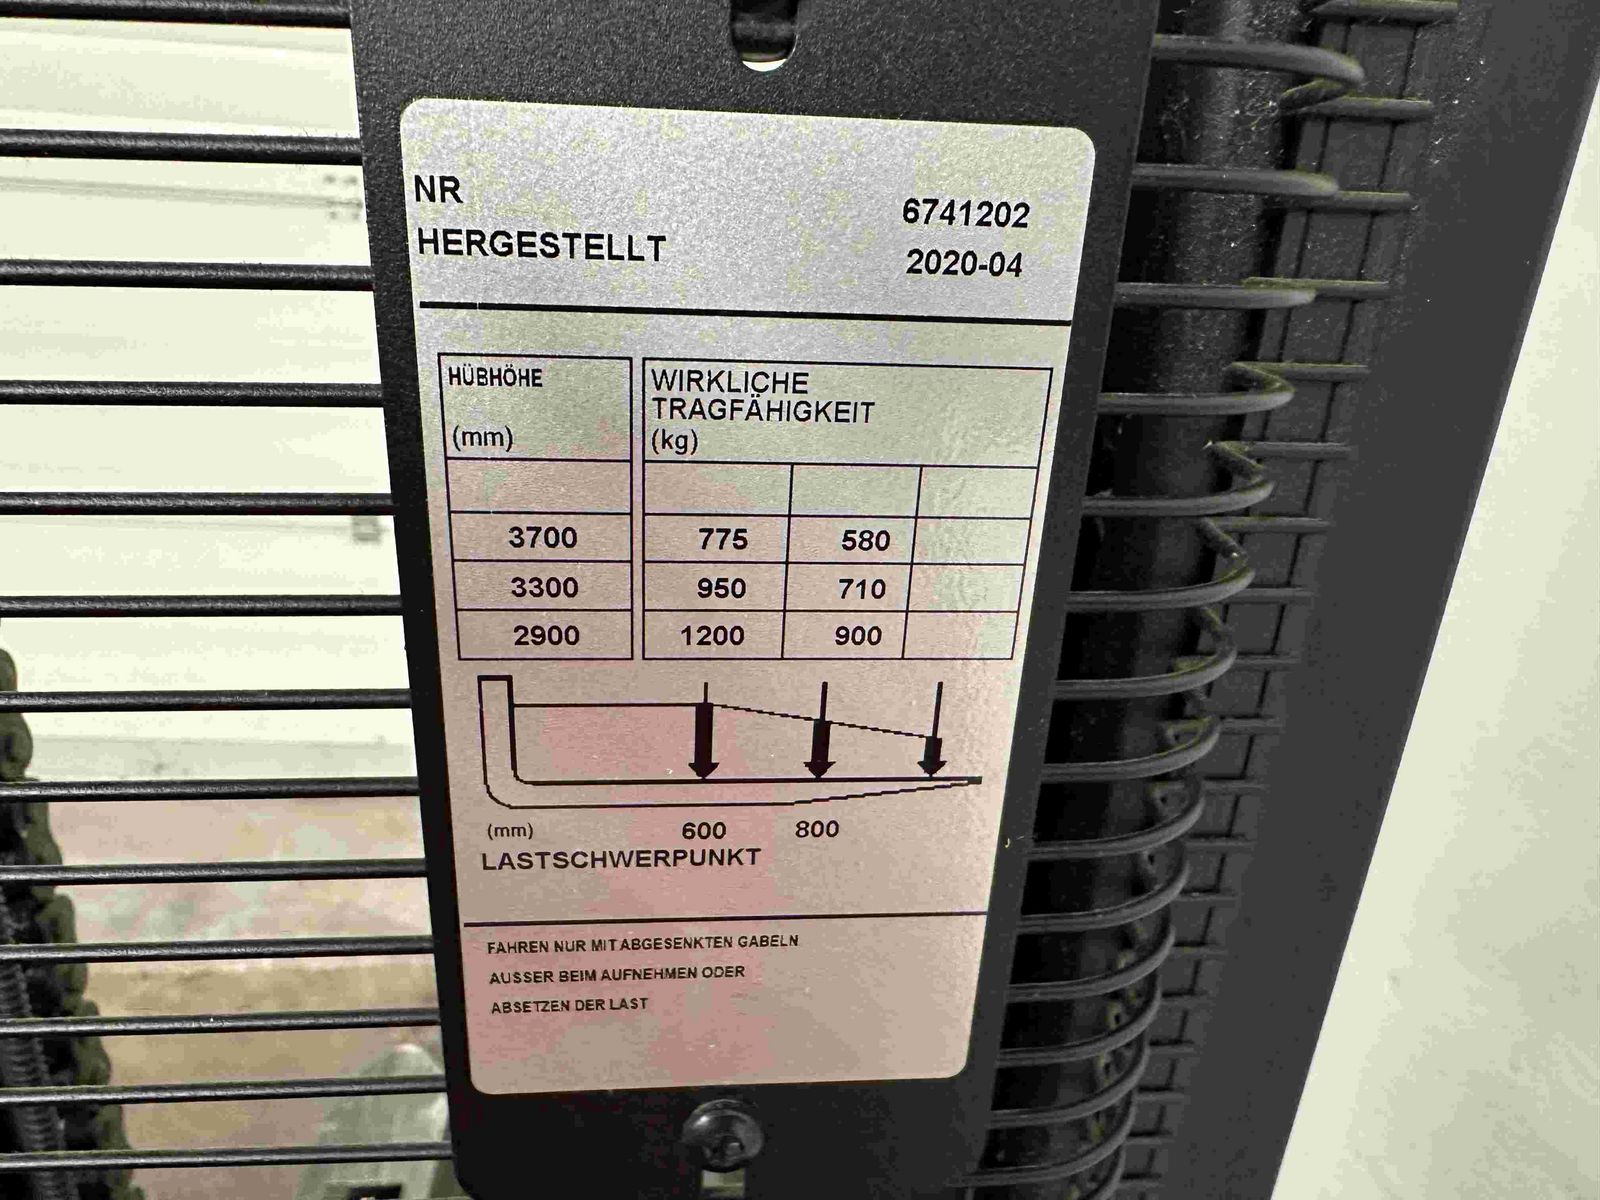 NR 6741202
HERGESTELLT 2020-04
HÜBHÖHE
(mm)
WIRKLICHE
TRAGFÄHIGKEIT
(kg)
3700 775 580
3300 950 710
2900 1200 900
(mm) 600 800
LASTSCHWERPUNKT
FAHREN NUR MIT ABGESENKTEN GABELN
AUSSER BEIM AUFNEHMEN ODER
ABSETZEN DER LAST